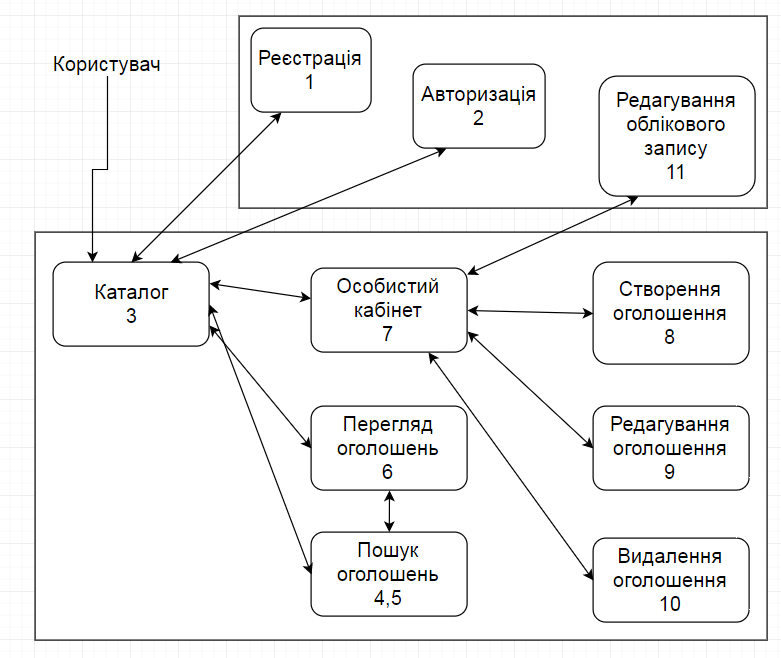 Користувач
Реєстрація
1
Авторизація
2
Редагування
облікового
запису
11
Каталог
3
Особистий
кабінет
7
Створення
оголошення
8
Перегляд
оголошень
6
Редагування
оголошення
9
Пошук
оголошень
4,5
Видалення
оголошення
10